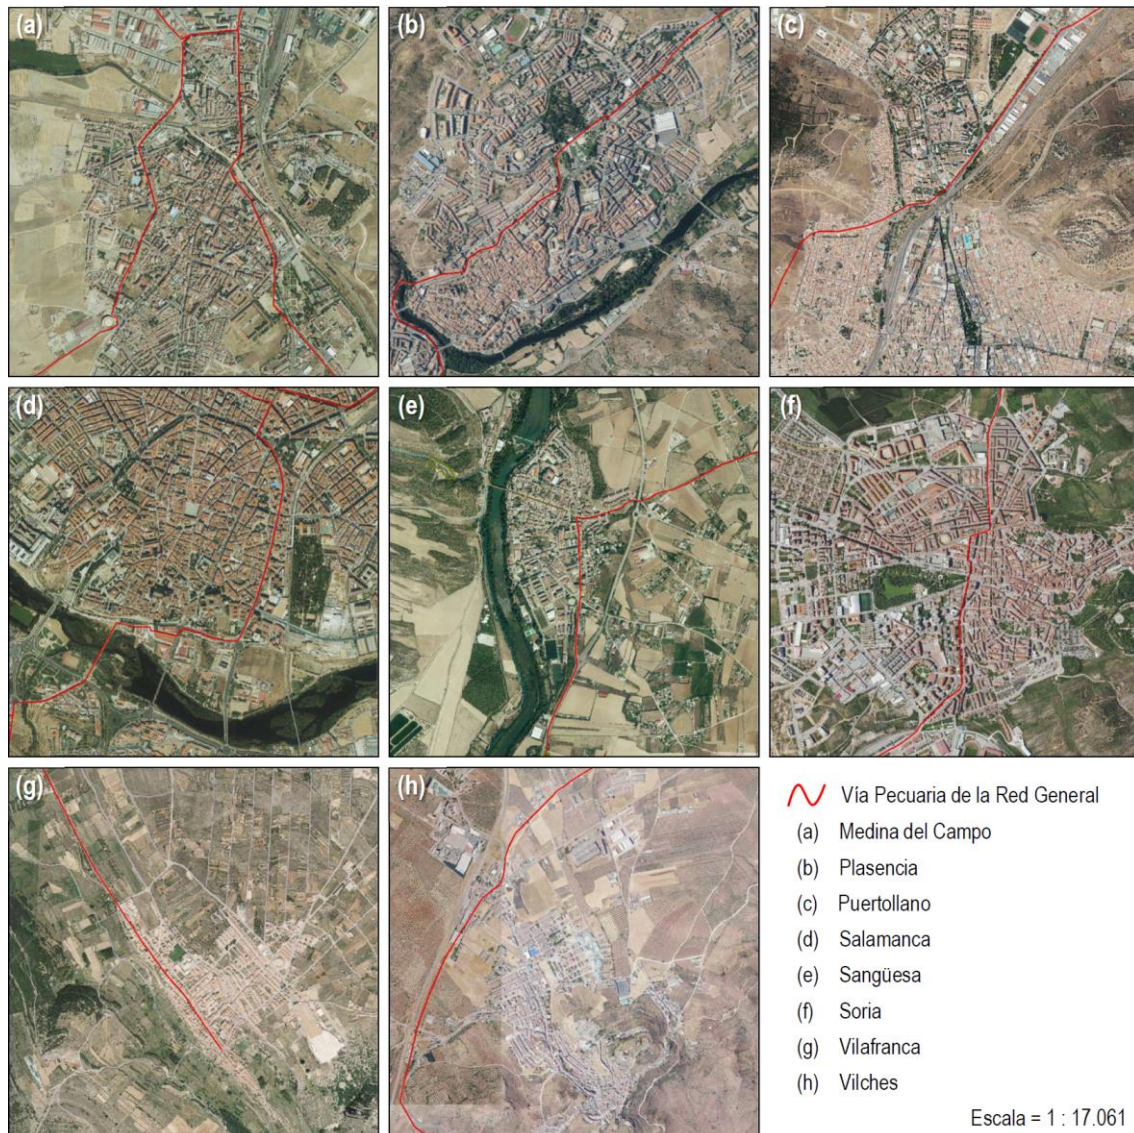 (a)
(b)
(c)
(d)
(e)
(f)
(g)
(h)
Vía Pecuaria de la Red General
(a) Medina del Campo
(b) Plasencia
(c) Puertollano
(d) Salamanca
(e) Sangüesa
(f) Soria
(g) Vilafranca
(h) Vilches
Escala = 1 : 17.061